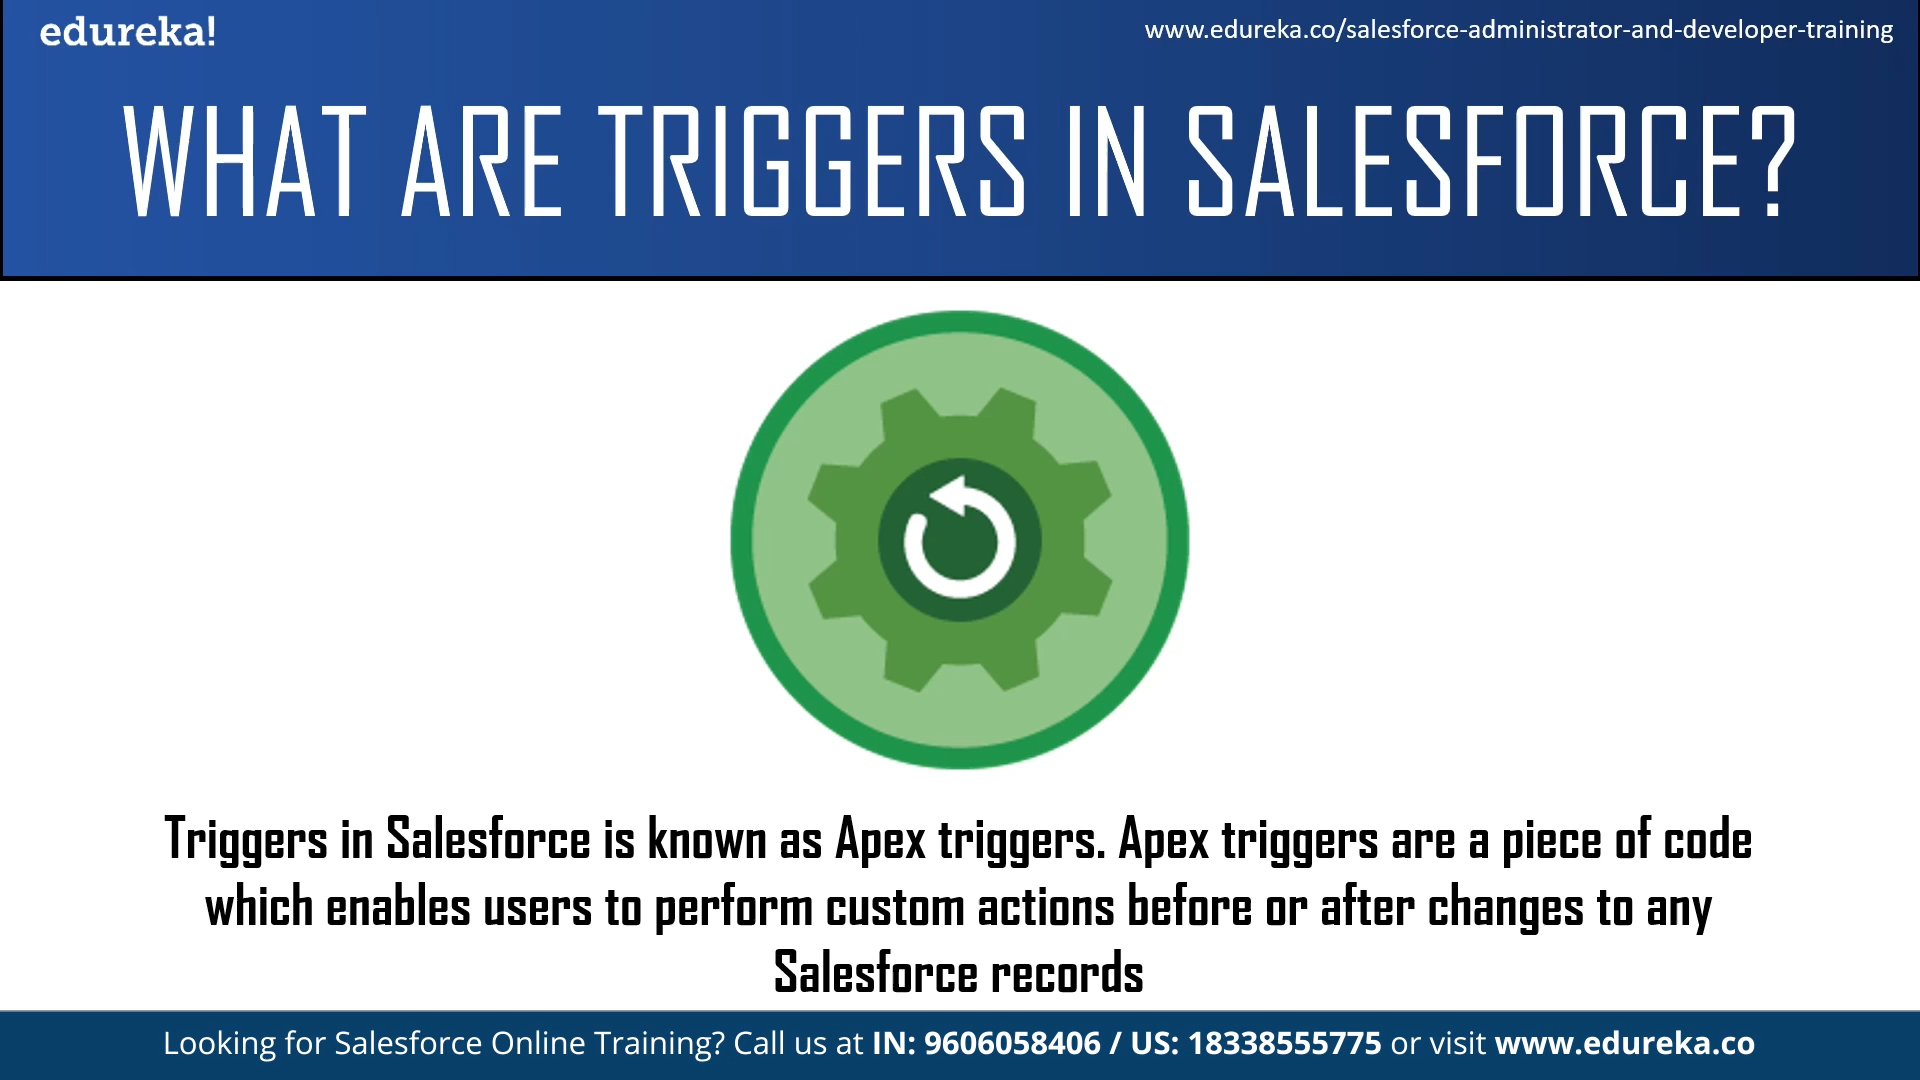 edureka!
www.edureka.co/salesforce-administrator-and-developer-training
WHAT ARE TRIGGERS IN SALESFORCE?
Triggers in Salesforce is known as Apex triggers. Apex triggers are a piece of code
which enables users to perform custom actions before or after changes to any
Salesforce records
Looking for Salesforce Online Training? Call us at IN: 9606058406 / US: 18338555775 or visit www.edureka.co